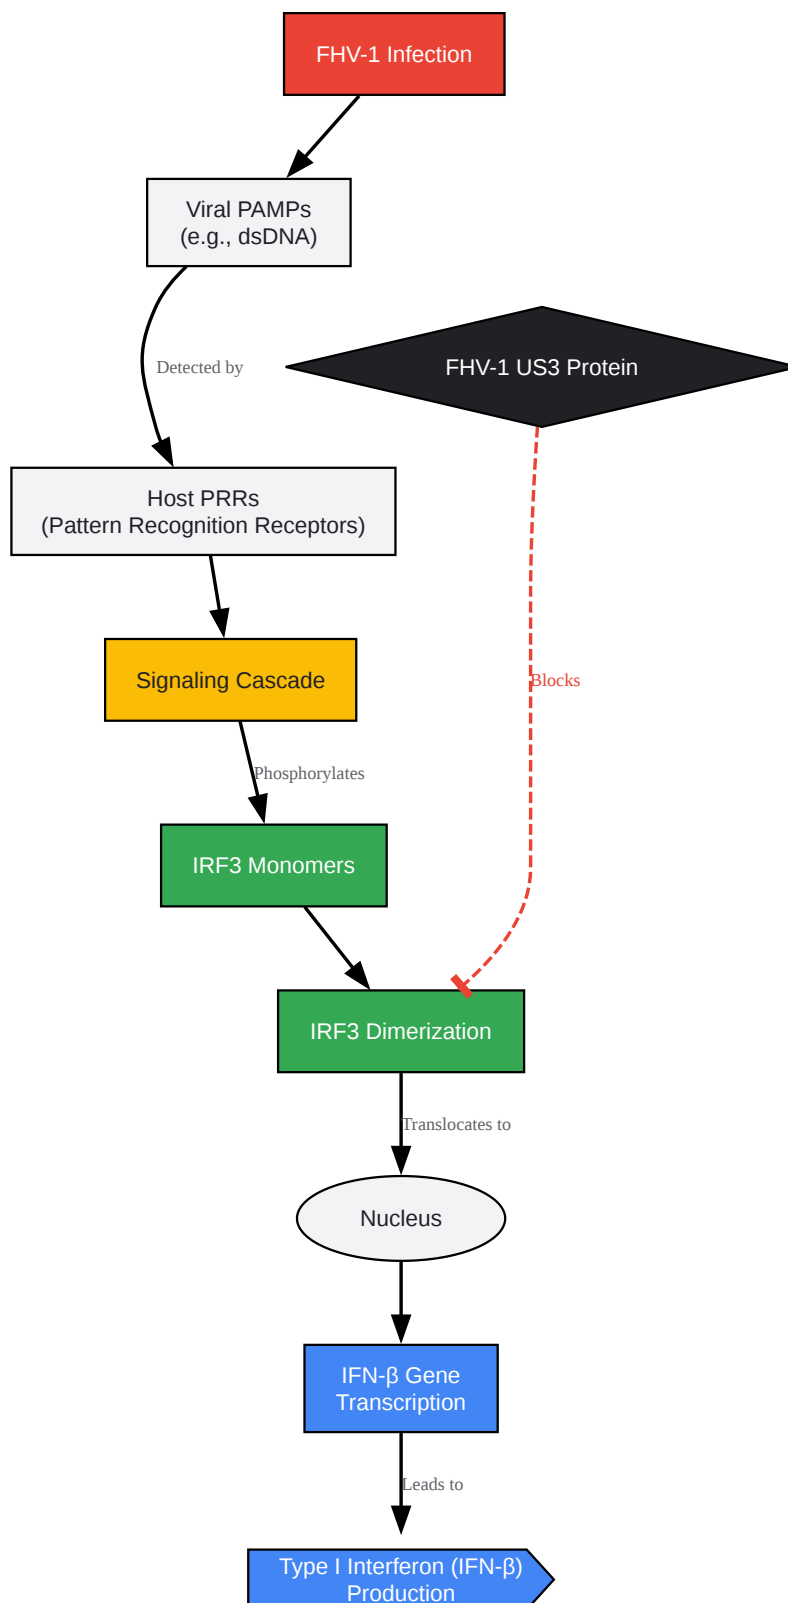 FHV-1 Infection
Viral PAMPs
(e.g., dsDNA)
Detected by
FHV-1 US3 Protein
Host PRRs
(Pattern Recognition Receptors)
Signaling Cascade
Blocks
Phosphorylates
IRF3 Monomers
IRF3 Dimerization
Translocates to
Nucleus
IFN-β Gene
Transcription
Leads to
Type I Interferon (IFN-β)
Production